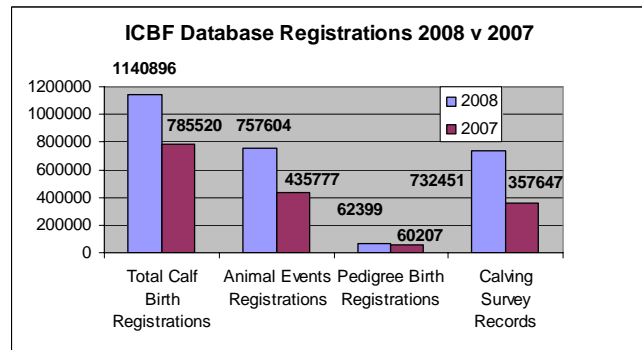 ICBF Database Registrations 2008 v 2007
1140896
1200000
2008
1000000
785520 757604
2007
800000
600000
435777
732451
357647
400000
62399
60207
200000
0
Total Calf
Birth
Registrations
Animal Events
Registrations
Pedigree Birth
Registrations
Calving
Survey
Records